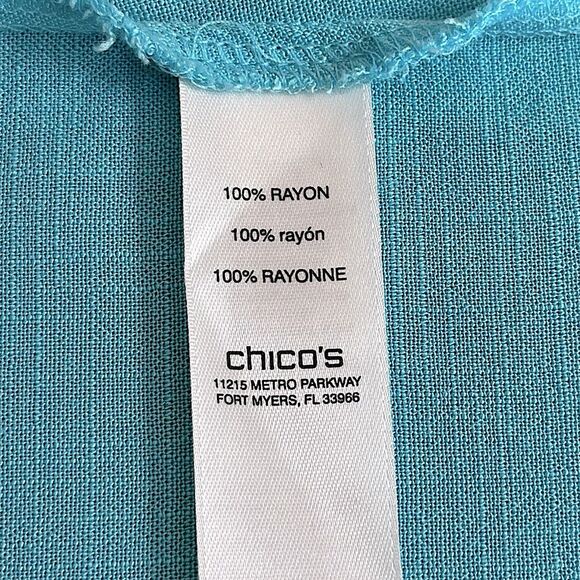 100% RAYON
100% rayón
100% RAYONNE
chico's
11215 METRO PARKWAY
FORT MYERS, FL 33966